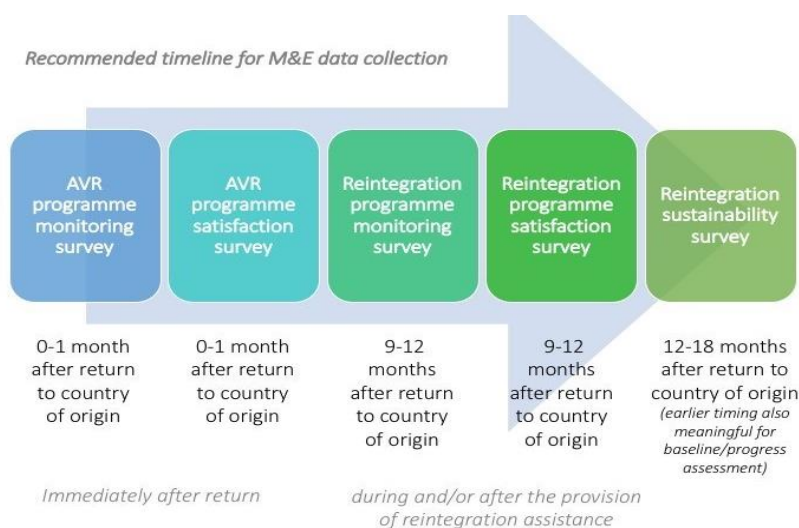 Recommended timeline for M&E data collection
AVR
programme
monitoring
survey
AVR
programme
satisfaction
survey
Reintegration
programme
monitoring
survey
Reintegration
programme
satisfaction
survey
Reintegration
sustainability
survey
0-1 month
after return
to country
of origin
0-1 month
after return
to country
of origin
9-12
months
after return
to country
of origin
9-12
months
after return
to country
of origin
12-18 months
after return to
country of origin
(earlier timing also
meaningful for
baseline/progress
assessment)
Immediately after return
during and/or after the provision
of reintegration assistance